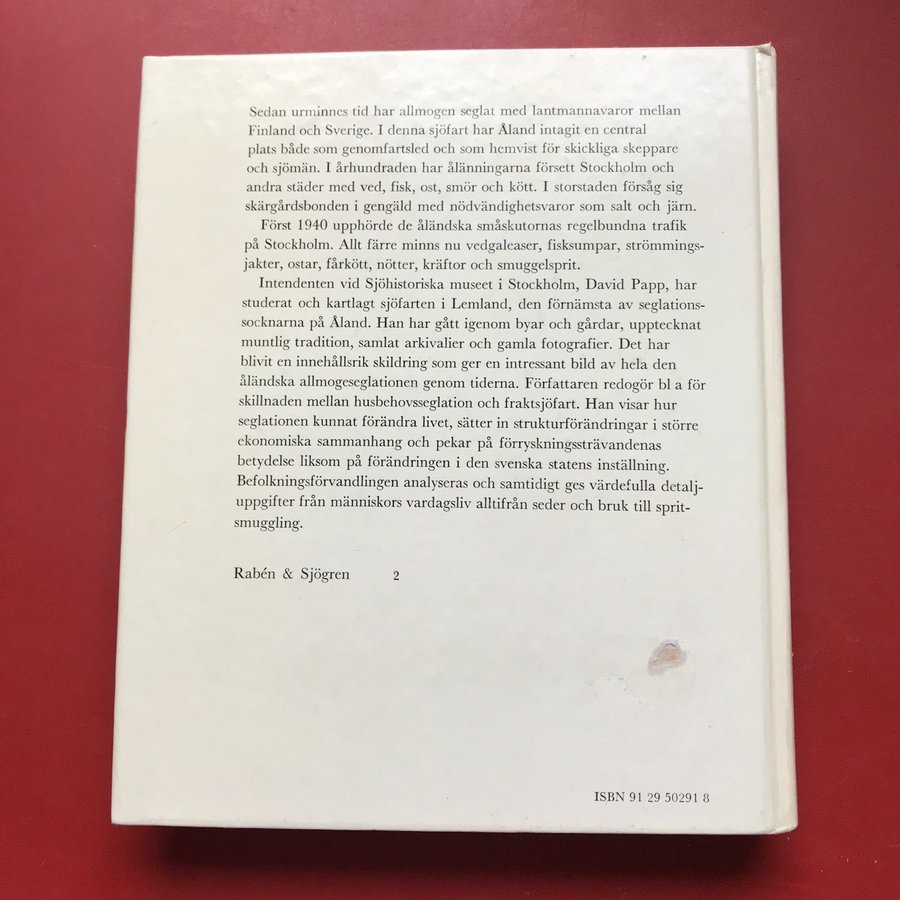 Sedan urminnes tid har allmogen seglat med lantmannavaror mellan
Finland och Sverige. I denna sjöfart har Åland intagit en central
plats både som genomfartsled och som hemvist för skickliga skeppare
och sjömän. I århundraden har ålänningarna försett Stockholm och
andra städer med ved, fisk, ost, smör och kött. I storstaden försåg sig
skärgårdsbonden i gengäld med nödvändighetsvaror som salt och järn.
Först 1940 upphörde de åländska småskutornas regelbundna trafik
på Stockholm. Allt färre minns nu vedgaleaser, fisksumpar, strömmings-
jakter, ostar, fårkött, nötter, kräftor och smuggelsprit.
Intendenten vid Sjöhistoriska museet i Stockholm, David Papp, har
studerat och kartlagt sjöfarten i Lemland, den förnämsta av seglations-
socknarna på Åland. Han har gått igenom byar och gårdar, upptecknat
muntlig tradition, samlat arkivalier och gamla fotografier. Det har
blivit en innehållsrik skildring som ger en intressant bild av hela den
åländska allmogeseglationen genom tiderna. Författaren redogör bl a för
skillnaden mellan husbehovsseglation och fraktsjöfart. Han visar hur
seglationen kunnat förändra livet, sätter in strukturförändringar i större
ekonomiska sammanhang och pekar på förryskningssträvandenas
betydelse liksom på förändringen i den svenska statens inställning.
Befolkningsförvandlingen analyseras och samtidigt ges värdefulla detalj-
uppgifter från människors vardagsliv alltifrån seder och bruk till sprit-
smuggling.
Rabén & Sjögren 2
ISBN 91 29 50291 8